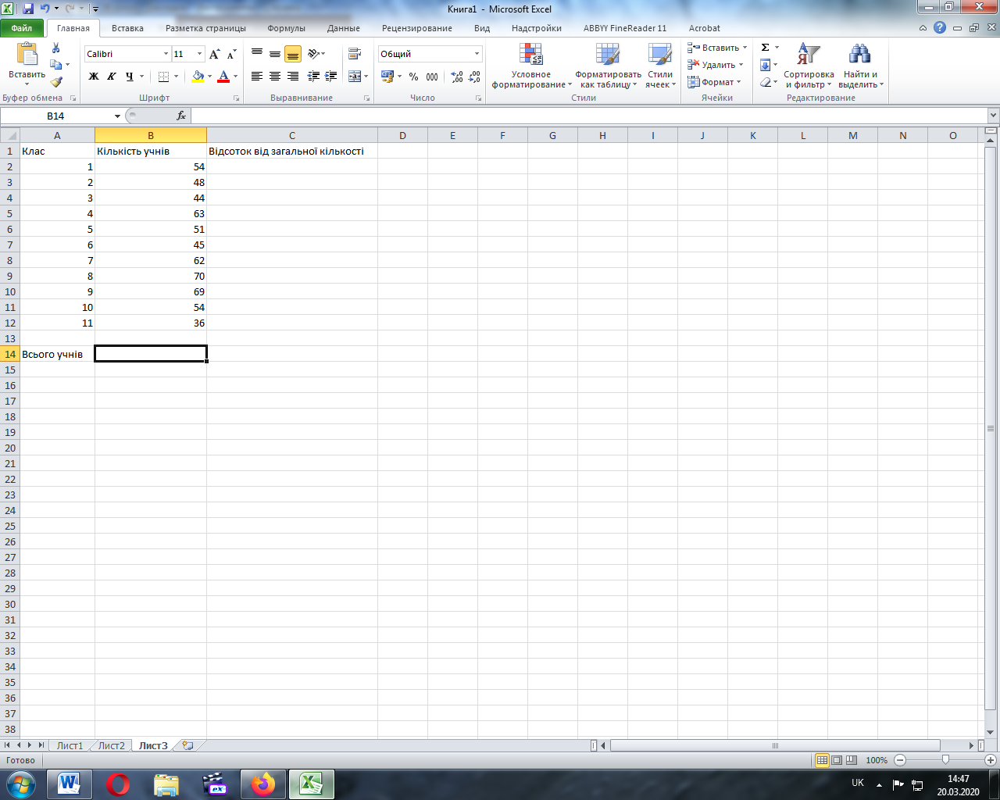 Книга1 - Microsoft Excel
Файл Главная Вставка Разметка страницы Формулы Данные Рецензирование Вид Надстройки ABBYY FineReader 11 Acrobat
Вставить
Буфер обмена
Calibri 11
Ж К Ч
Шрифт
Выравнивание
Общий
% 000
Число
Условное форматирование
Форматировать как таблицу
Стили ячеек
Стили
Вставить
Удалить
Формат
Ячейки
Σ
Сортировка и фильтр
Найти и выделить
Редактирование
B14 fx
A B C D E F G H I J K L M N O
1 Клас Кількість учнів Відсоток від загальної кількості
2 1 54
3 2 48
4 3 44
5 4 63
6 5 51
7 6 45
8 7 62
9 8 70
10 9 69
11 10 54
12 11 36
13
14 Всього учнів
15
16
17
18
19
20
21
22
23
24
25
26
27
28
29
30
31
32
33
34
35
36
37
38
Лист1 Лист2 Лист3
Готово 100%
UK 14:47
20.03.2020